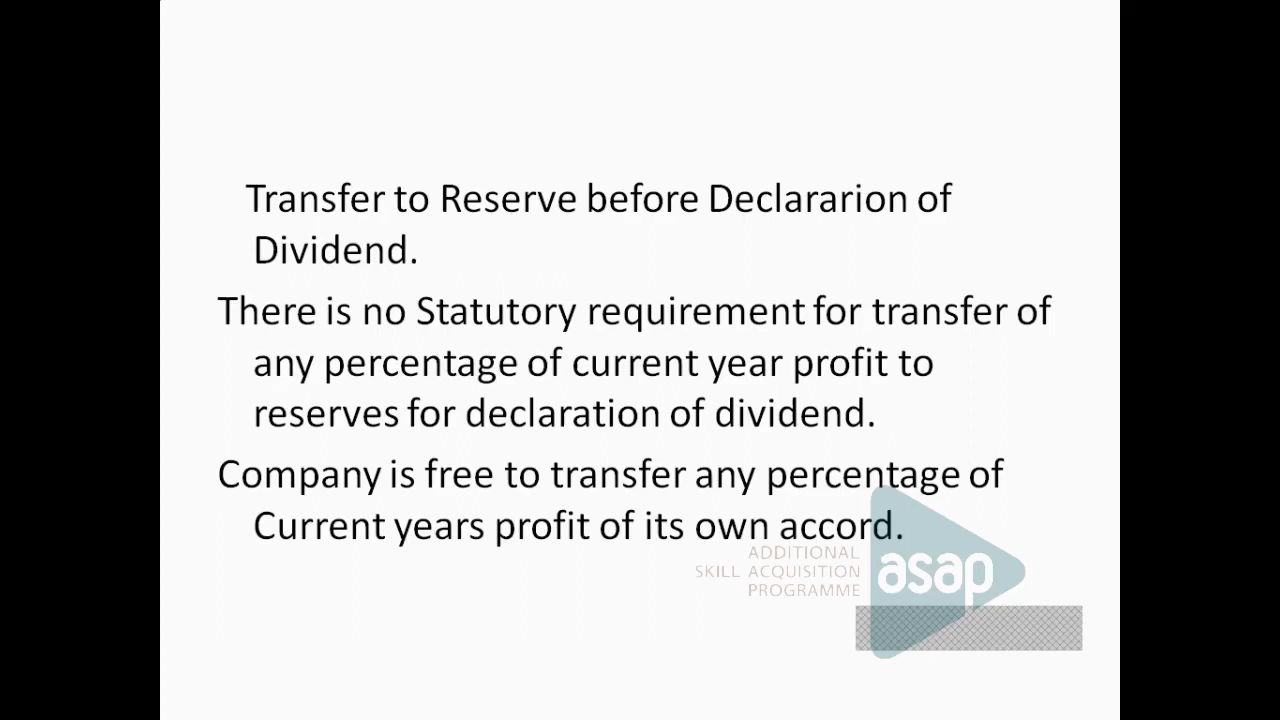 Transfer to Reserve before Declararion of
Dividend.
There is no Statutory requirement for transfer of
any percentage of current year profit to
reserves for declaration of dividend.
Company is free to transfer any percentage of
Current years profit of its own accord.
ADDITIONAL
SKILL ACQUISITION
PROGRAMME
asap